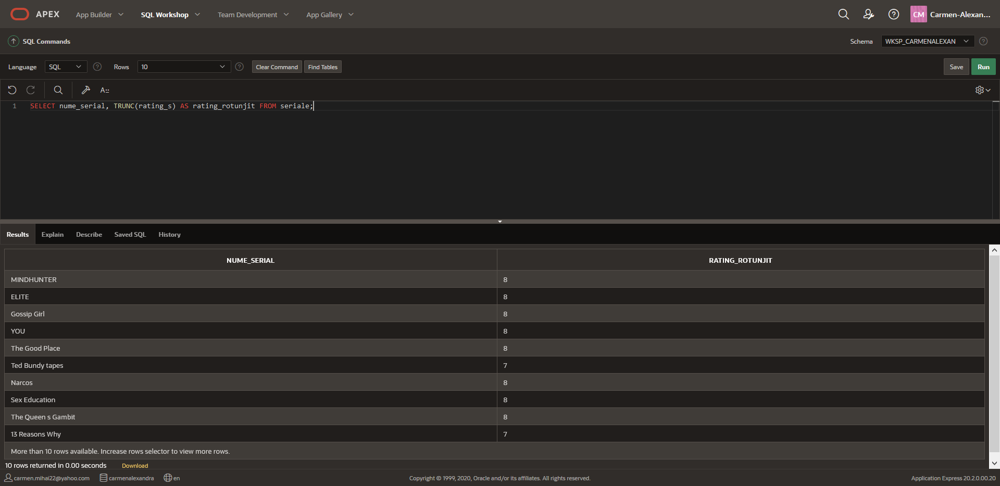 APEX App Builder SQL Workshop Team Development App Gallery CM Carmen-Alexan...
SQL Commands Schema WKSP_CARMENALEXAN
Language SQL Rows 10 Clear Command Find Tables Save Run
A::
1 SELECT nume_serial, TRUNC(rating_s) AS rating_rotunjit FROM seriale;
Results Explain Describe Saved SQL History
NUME_SERIAL RATING_ROTUNJIT
MINDHUNTER 8
ELITE 8
Gossip Girl 8
YOU 8
The Good Place 8
Ted Bundy tapes 7
Narcos 8
Sex Education 8
The Queen s Gambit 8
13 Reasons Why 7
More than 10 rows available. Increase rows selector to view more rows.
10 rows returned in 0.00 seconds Download
carmen.mihai22@yahoo.com carmenalexandra en Copyright © 1999, 2020, Oracle and/or its affiliates. All rights reserved. Application Express 20.2.0.00.20